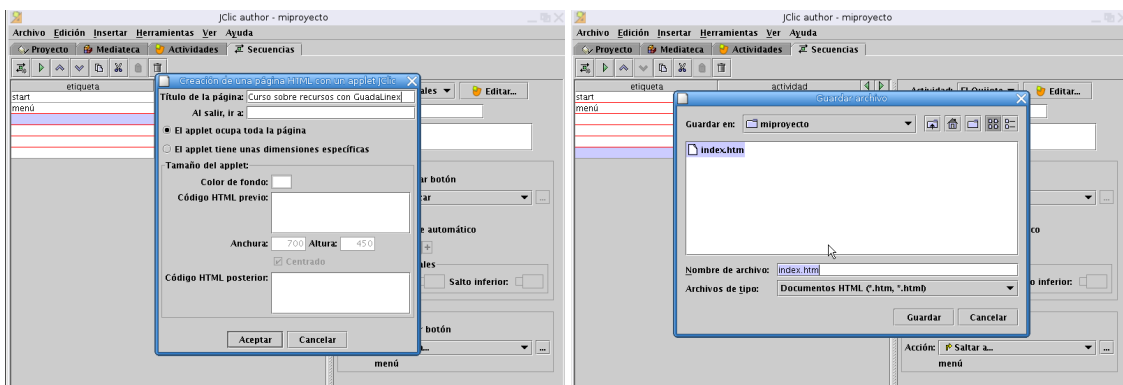 JClic author - miproyecto
Archivo Edición Insertar Herramientas Ver Ayuda
Proyecto Mediateca Actividades Secuencias
etiqueta
start
menú
Creación de una página HTML con un applet JClic
Título de la página: Curso sobre recursos con GuadaLinex
Al salir, ir a:
El applet ocupa toda la página
El applet tiene unas dimensiones específicas
Tamaño del applet:
Color de fondo:
Código HTML previo:
Anchura: 700 Altura: 450
Centrado
Código HTML posterior:
Aceptar Cancelar
Editar...
ar botón
e automático
Salto inferior:
r botón
menú
JClic author - miproyecto
Archivo Edición Insertar Herramientas Ver Ayuda
Proyecto Mediateca Actividades Secuencias
etiqueta actividad
start
menú
Editar...
Guardar archivo
Guardar en: miproyecto
index.htm
Nombre de archivo: index.htm
Archivos de tipo: Documentos HTML (*.htm, *.html)
Guardar Cancelar
co
o inferior:
Acción: Saltar a...
menú